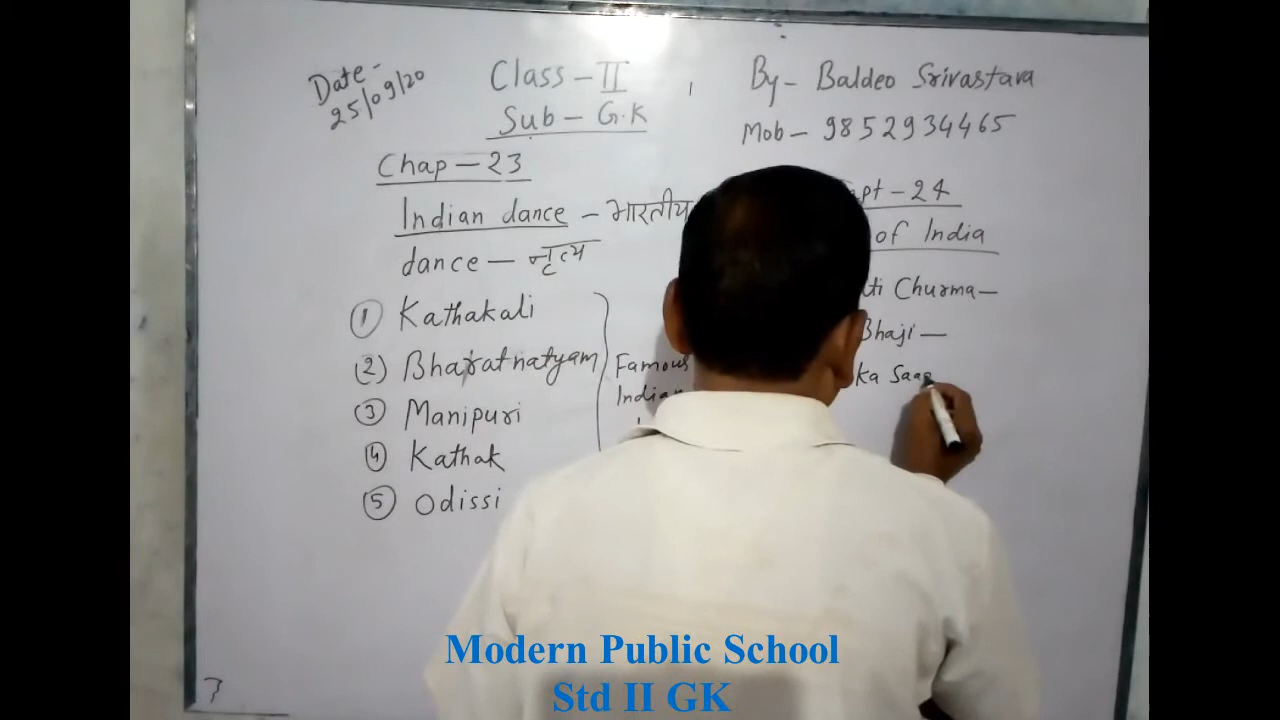 Date -
25/09/20
Class - II
Sub - G.K
By - Baldeo Srivastava
Mob - 9852934465
Chap - 23
Indian dance - भारतीय
dance - नृत्य
① Kathakali
② Bharatnatyam
③ Manipuri
④ Kathak
⑤ Odissi
Famous
Indian
- 24
of India
Churma -
Bhaji -
ka Saag
Modern Public School
Std II GK